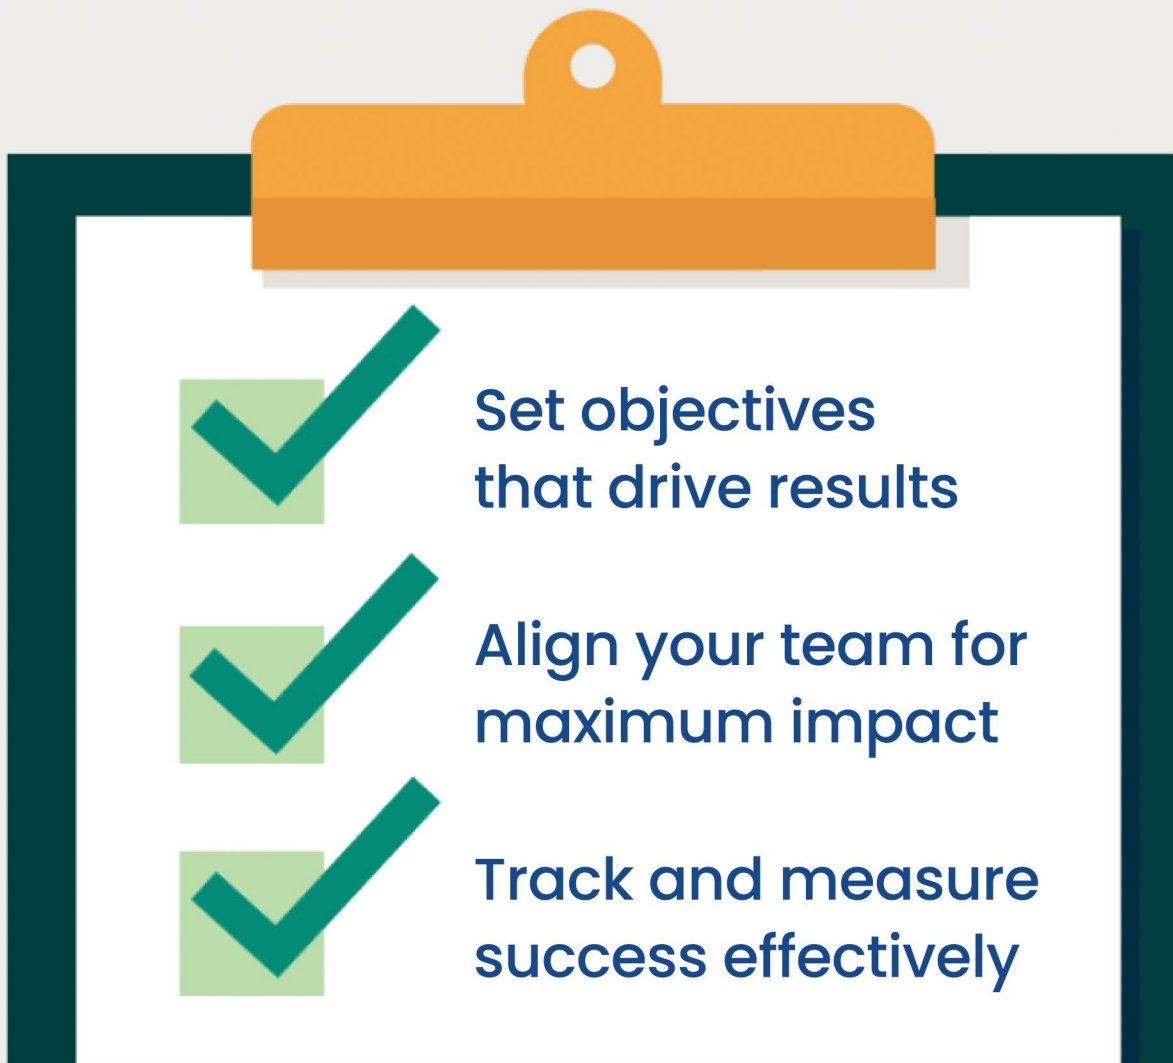 Set objectives
that drive results
Align your team for
maximum impact
Track and measure
success effectively